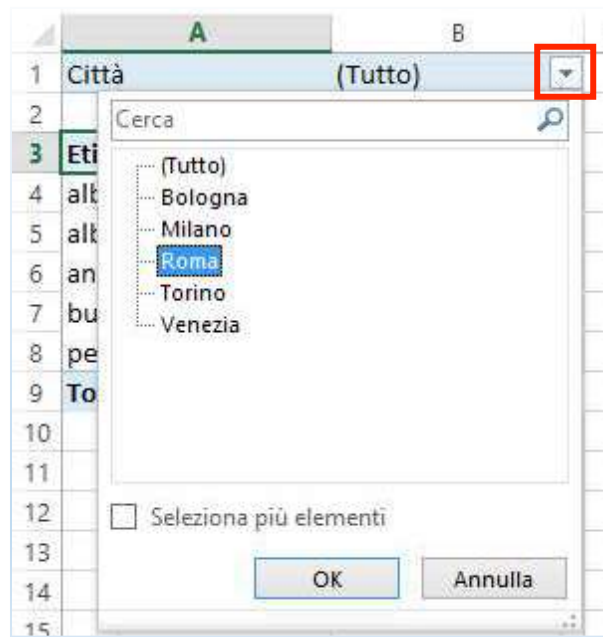 A B
1 Città (Tutto)
2 Cerca
3 Eti (Tutto)
4 alb Bologna
5 alb Milano
6 an Roma
7 bu Torino
Venezia
8 pe
9 To
10
11
12 Seleziona più elementi
13
14 OK Annulla
15